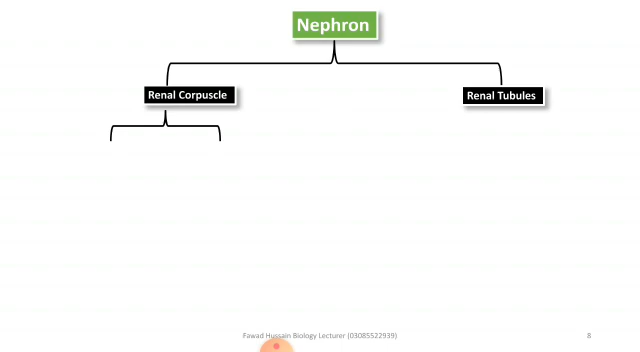 Nephron
Renal Corpuscle
Renal Tubules
Fawad Hussain Biology Lecturer (03085522939)
8